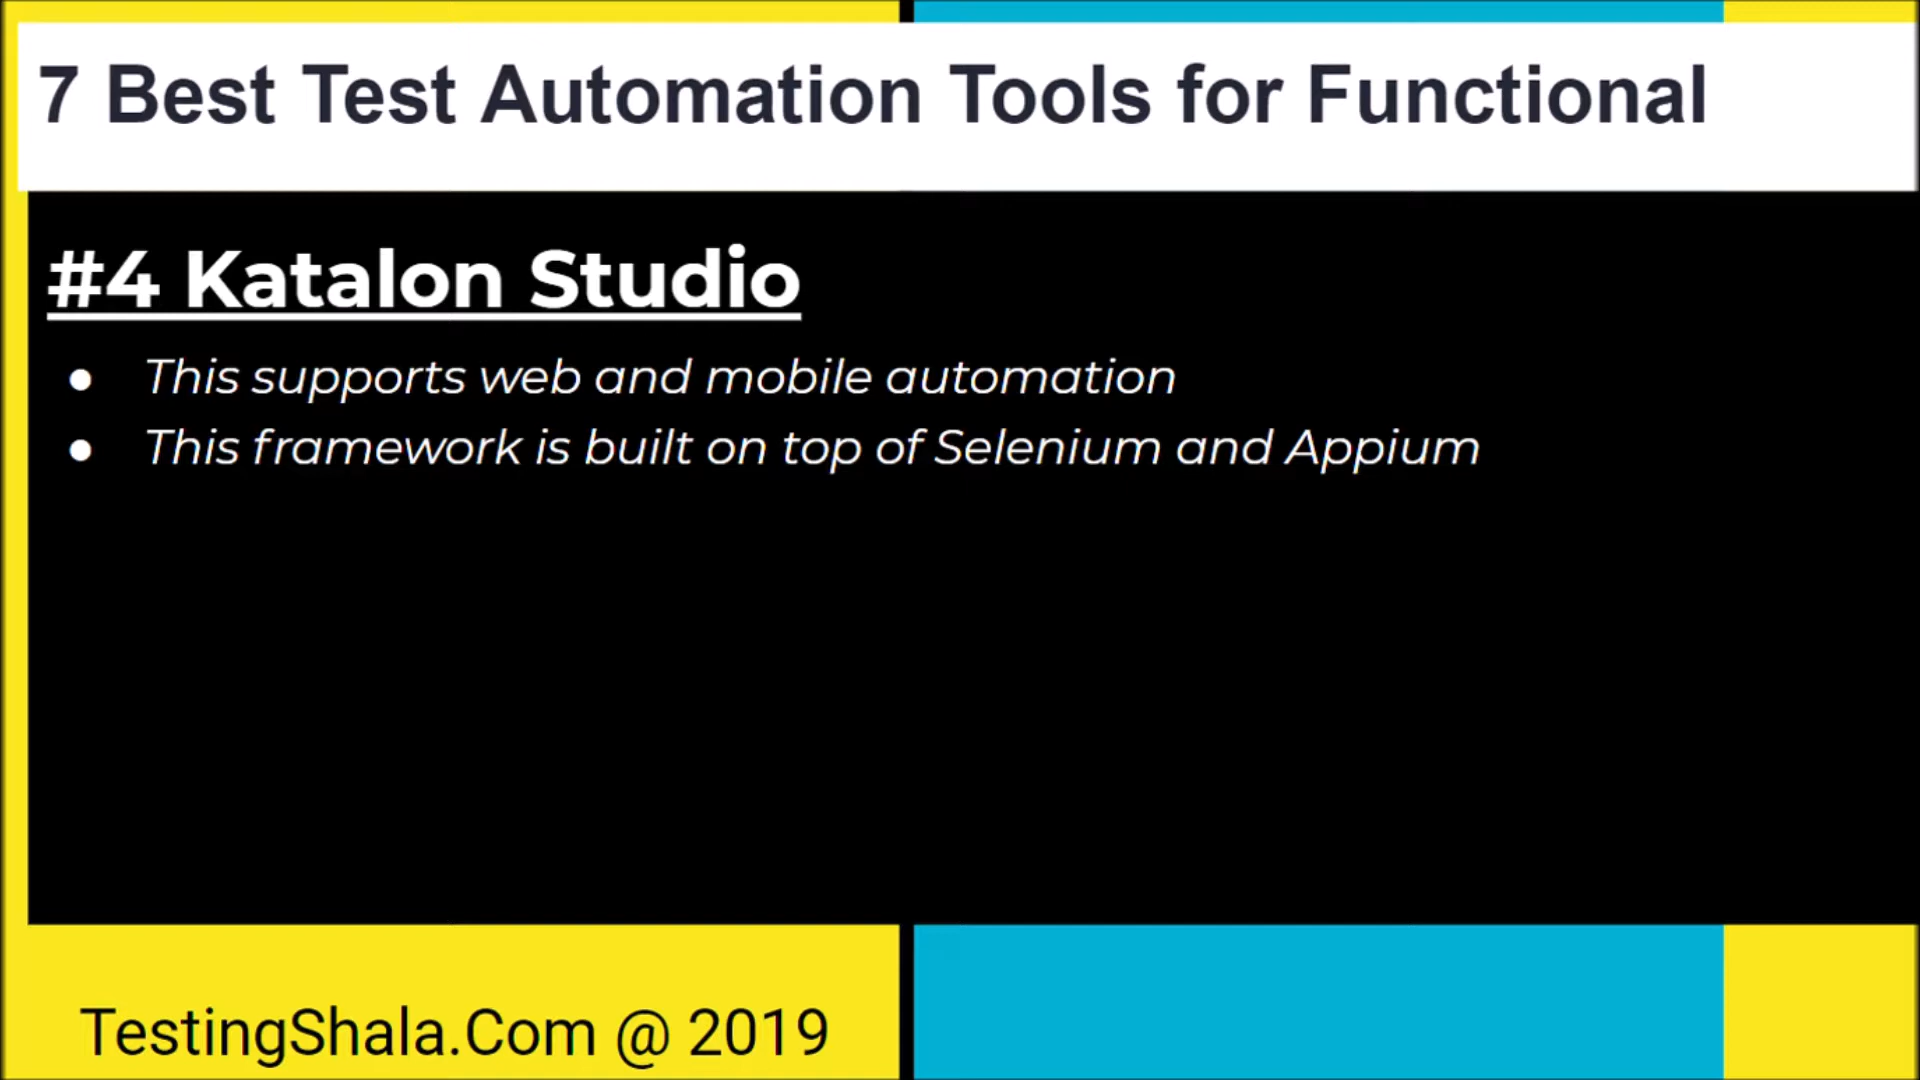 7 Best Test Automation Tools for Functional
#4 Katalon Studio
● This supports web and mobile automation
● This framework is built on top of Selenium and Appium
TestingShala.Com @ 2019